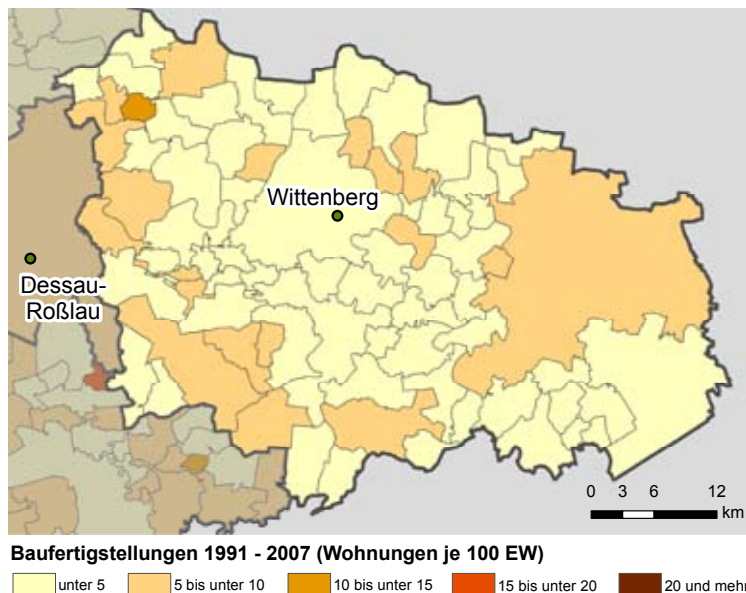 Wittenberg
Dessau-
Roßlau
0 3 6 12
km
Baufertigstellungen 1991 - 2007 (Wohnungen je 100 EW)
unter 5 5 bis unter 10 10 bis unter 15 15 bis unter 20 20 und mehr